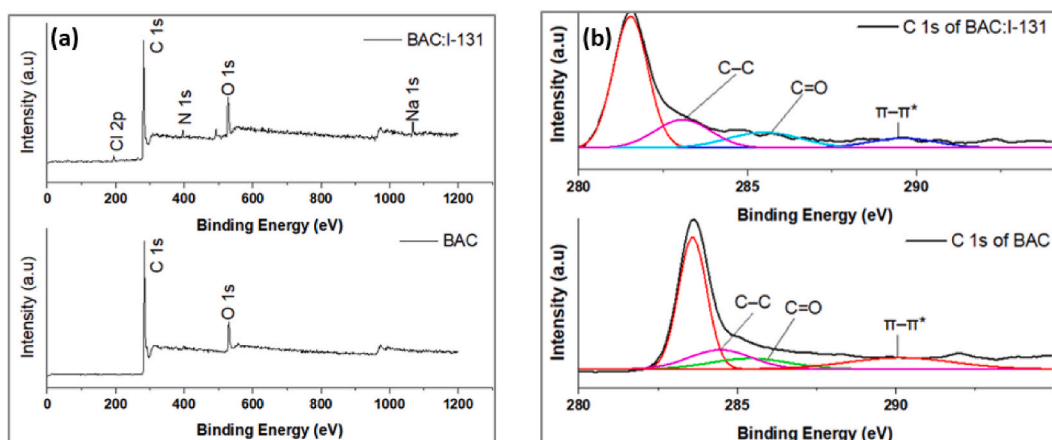 (a)
BAC:I-131
C 1s
O 1s
Na 1s
N 1s
Cl 2p
Intensity (a.u)
0 200 400 600 800 1000 1200
Binding Energy (eV)
BAC
C 1s
O 1s
Intensity (a.u)
0 200 400 600 800 1000 1200
Binding Energy (eV)
(b)
C 1s of BAC:I-131
C–C
C=O
π–π*
Intensity (a.u)
280 285 290
Binding Energy (eV)
C 1s of BAC
C–C
C=O
π–π*
Intensity (a.u)
280 285 290
Binding Energy (eV)